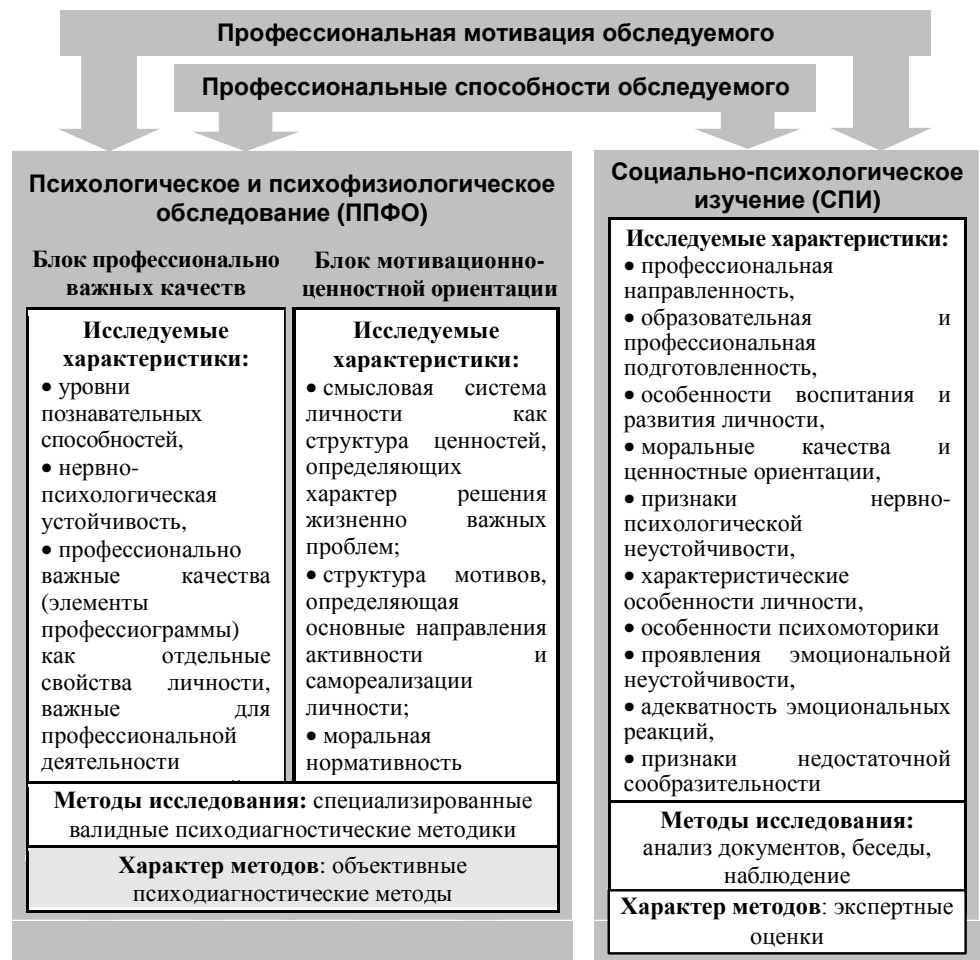 Профессиональная мотивация обследуемого
Профессиональные способности обследуемого
Психологическое и психофизиологическое
обследование (ППФО)
Блок профессионально
важных качеств
Исследуемые
характеристики:
• уровни
познавательных
способностей,
• нервно-
психологическая
устойчивость,
• профессионально
важные качества
(элементы
профессиограммы)
как отдельные
свойства личности,
важные для
профессиональной
деятельности
Блок мотивационно-
ценностной ориентации
Исследуемые
характеристики:
• смысловая система
личности как
структура ценностей,
определяющих
характер решения
жизненно важных
проблем;
• структура мотивов,
определяющая
основные направления
активности и
самореализации
личности;
• моральная
нормативность
Методы исследования: специализированные
валидные психодиагностические методики
Характер методов: объективные
психодиагностические методы
Социально-психологическое
изучение (СПИ)
Исследуемые характеристики:
• профессиональная
направленность,
• образовательная и
профессиональная
подготовленность,
• особенности воспитания и
развития личности,
• моральные качества и
ценностные ориентации,
• признаки нервно-
психологической
неустойчивости,
• характеристические
особенности личности,
• особенности психомоторики
• проявления эмоциональной
неустойчивости,
• адекватность эмоциональных
реакций,
• признаки недостаточной
сообразительности
Методы исследования:
анализ документов, беседы,
наблюдение
Характер методов: экспертные
оценки